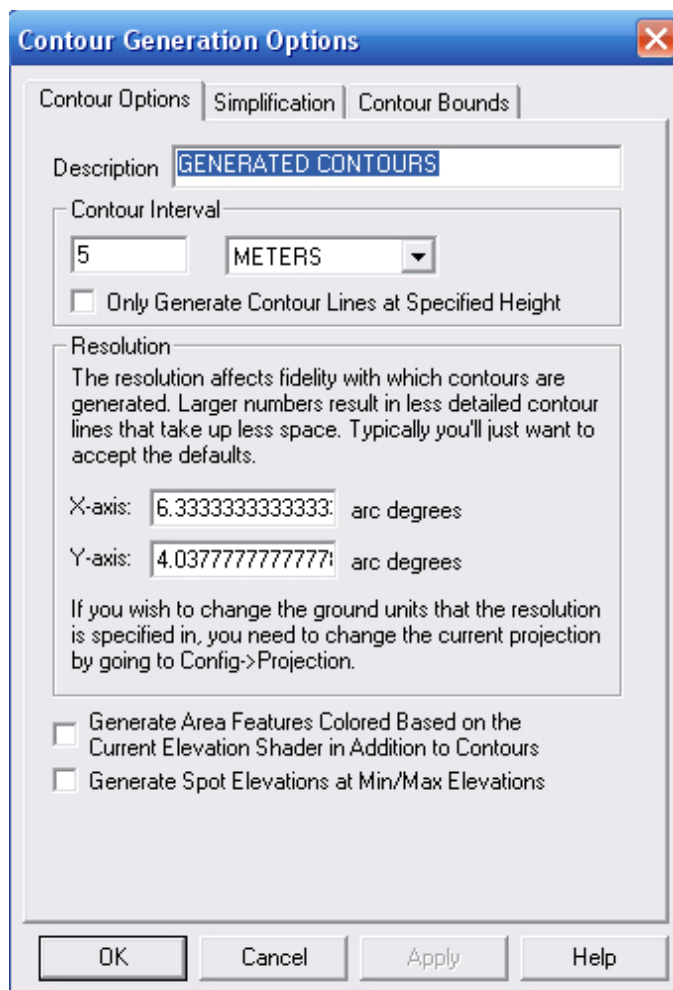 Contour Generation Options
Contour Options Simplification Contour Bounds
Description GENERATED CONTOURS
Contour Interval
5 METERS
Only Generate Contour Lines at Specified Height
Resolution
The resolution affects fidelity with which contours are
generated. Larger numbers result in less detailed contour
lines that take up less space. Typically you'll just want to
accept the defaults.
X-axis: 6.3333333333333 arc degrees
Y-axis: 4.0377777777777 arc degrees
If you wish to change the ground units that the resolution
is specified in, you need to change the current projection
by going to Config->Projection.
Generate Area Features Colored Based on the
Current Elevation Shader in Addition to Contours
Generate Spot Elevations at Min/Max Elevations
OK Cancel Apply Help